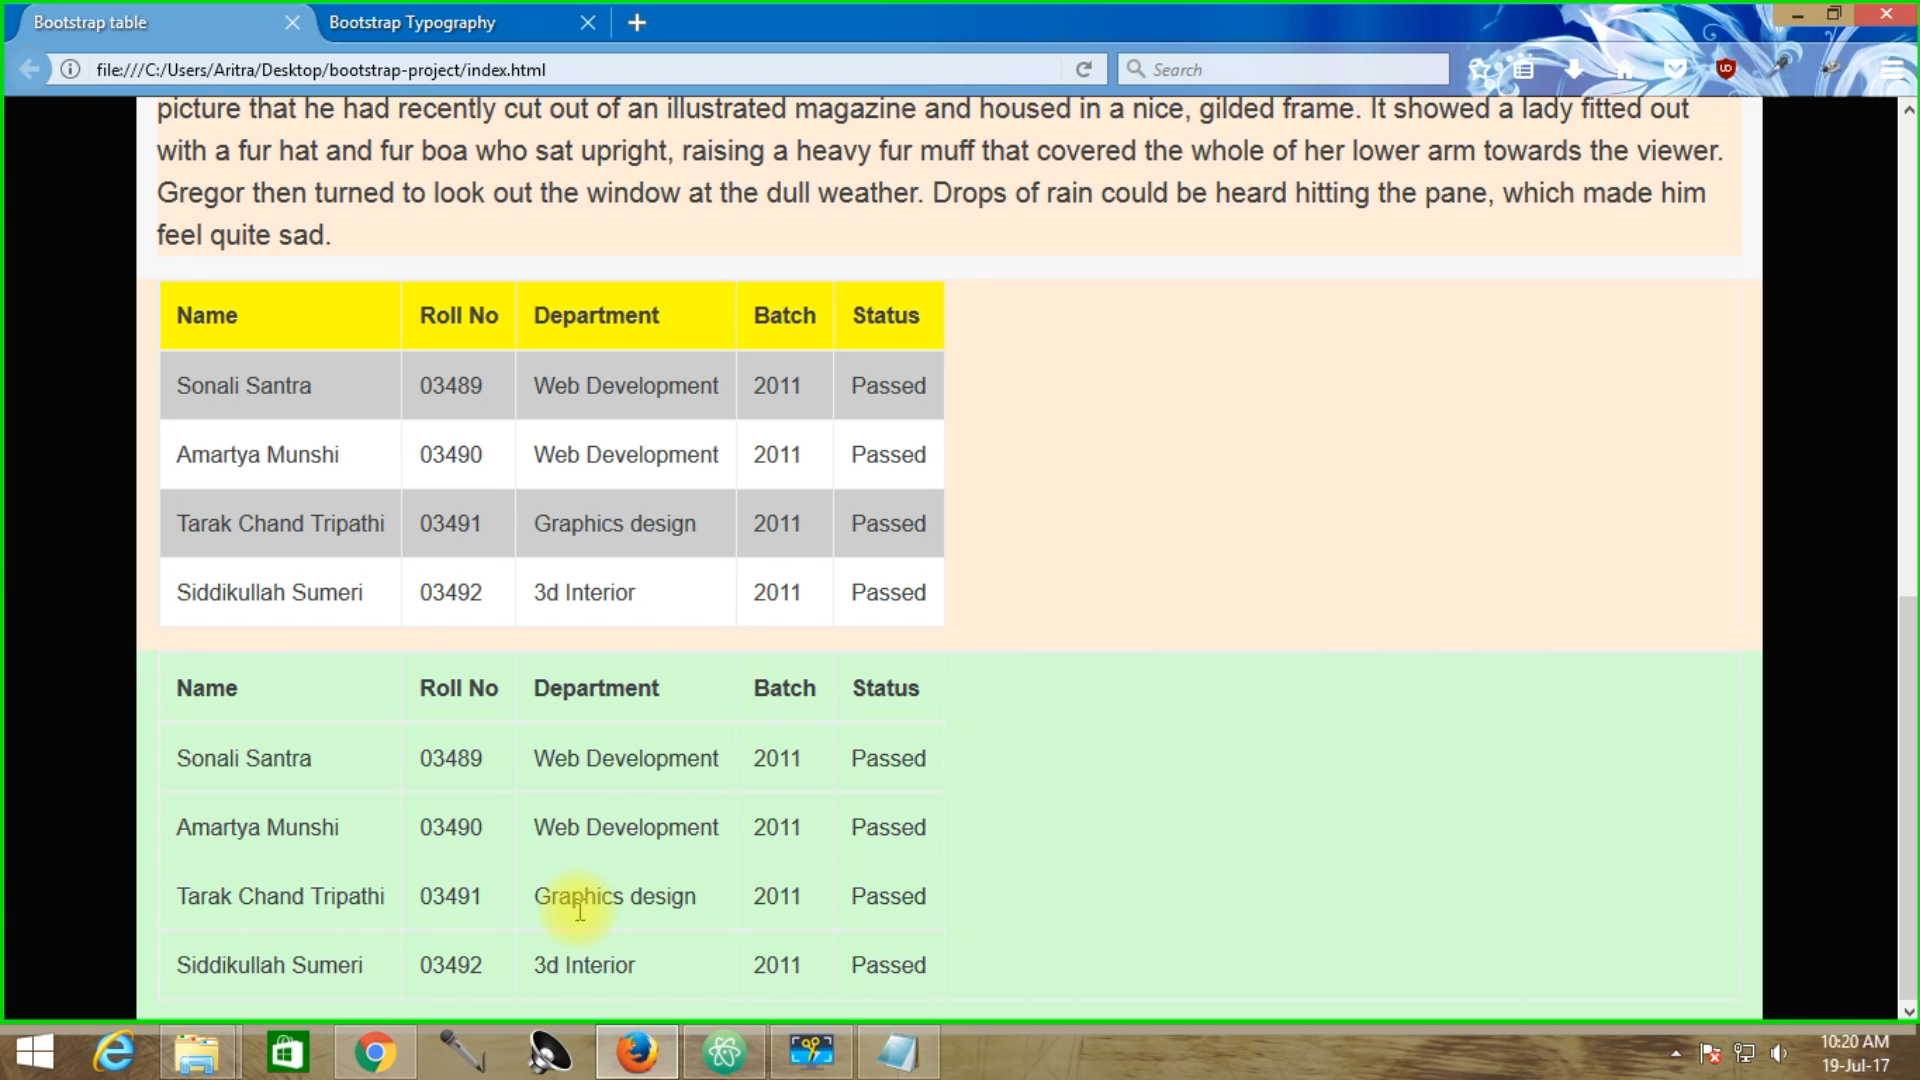 Bootstrap table
Bootstrap Typography
file:///C:/Users/Aritra/Desktop/bootstrap-project/index.html
Search
picture that he had recently cut out of an illustrated magazine and housed in a nice, gilded frame. It showed a lady fitted out
with a fur hat and fur boa who sat upright, raising a heavy fur muff that covered the whole of her lower arm towards the viewer.
Gregor then turned to look out the window at the dull weather. Drops of rain could be heard hitting the pane, which made him
feel quite sad.
Name Roll No Department Batch Status
Sonali Santra 03489 Web Development 2011 Passed
Amartya Munshi 03490 Web Development 2011 Passed
Tarak Chand Tripathi 03491 Graphics design 2011 Passed
Siddikullah Sumeri 03492 3d Interior 2011 Passed
Name Roll No Department Batch Status
Sonali Santra 03489 Web Development 2011 Passed
Amartya Munshi 03490 Web Development 2011 Passed
Tarak Chand Tripathi 03491 Graphics design 2011 Passed
Siddikullah Sumeri 03492 3d Interior 2011 Passed
10:20 AM
19-Jul-17